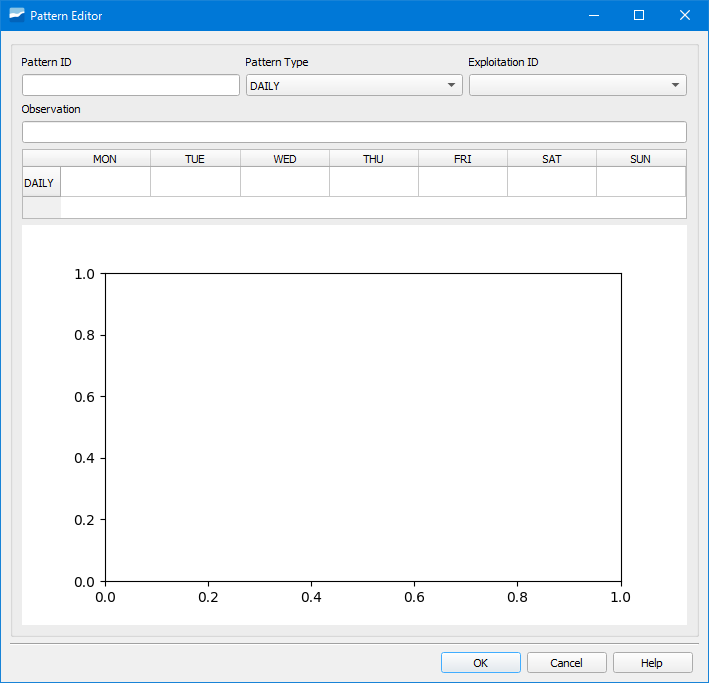 Pattern Editor
Pattern ID Pattern Type Exploitation ID
DAILY
Observation
MON TUE WED THU FRI SAT SUN
DAILY
1.0
0.8
0.6
0.4
0.2
0.0
0.0 0.2 0.4 0.6 0.8 1.0
OK Cancel Help